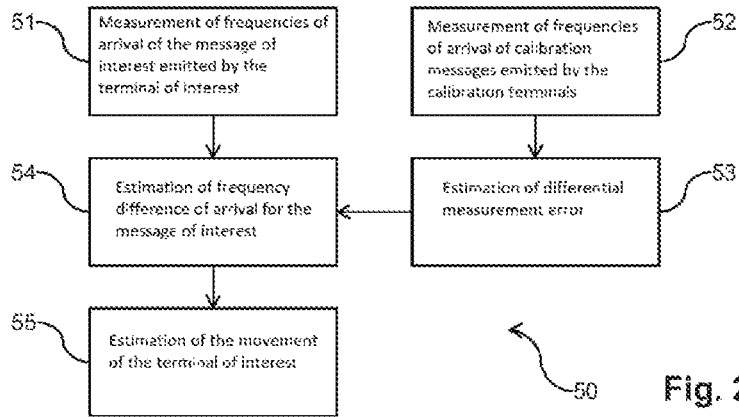 51
Measurement of frequencies of
arrival of the message of
interest emitted by the
terminal of interest
Measurement of frequencies
of arrival of calibration
messages emitted by the
calibration terminals
52
54
Estimation of frequency
difference of arrival for the
message of interest
Estimation of differential
measurement error
53
55
Estimation of the movement
of the terminal of interest
50
Fig. 2